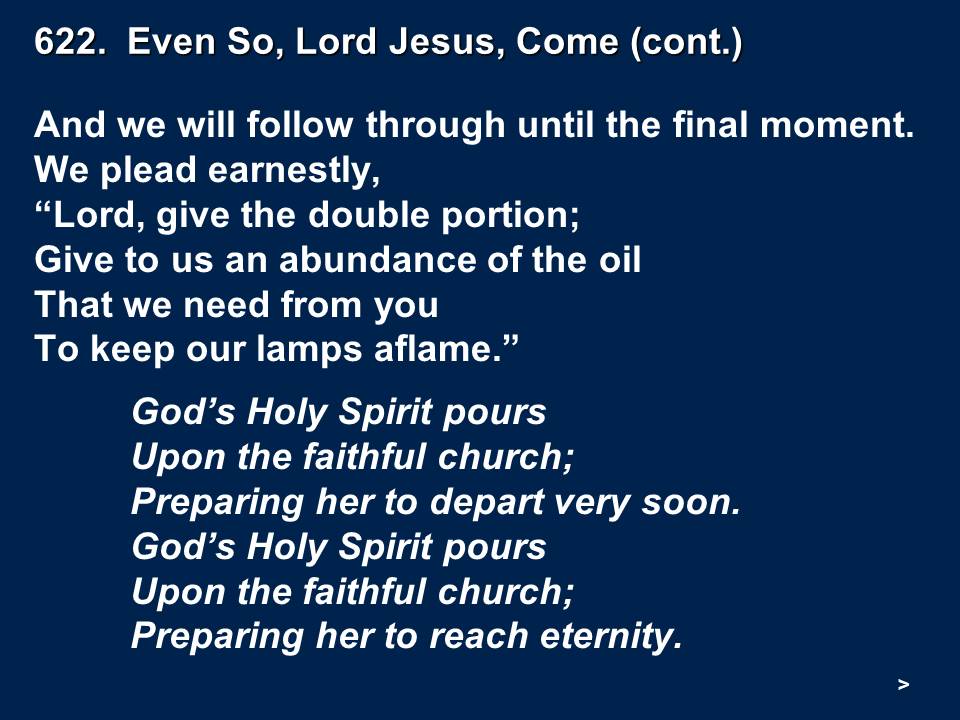 622.  Even So, Lord Jesus, Come (cont.)
And we will follow through until the final moment.
We plead earnestly,
“Lord, give the double portion;
Give to us an abundance of the oil
That we need from you
To keep our lamps aflame.”
God’s Holy Spirit pours
Upon the faithful church;
Preparing her to depart very soon.
God’s Holy Spirit pours
Upon the faithful church;
Preparing her to reach eternity.
>